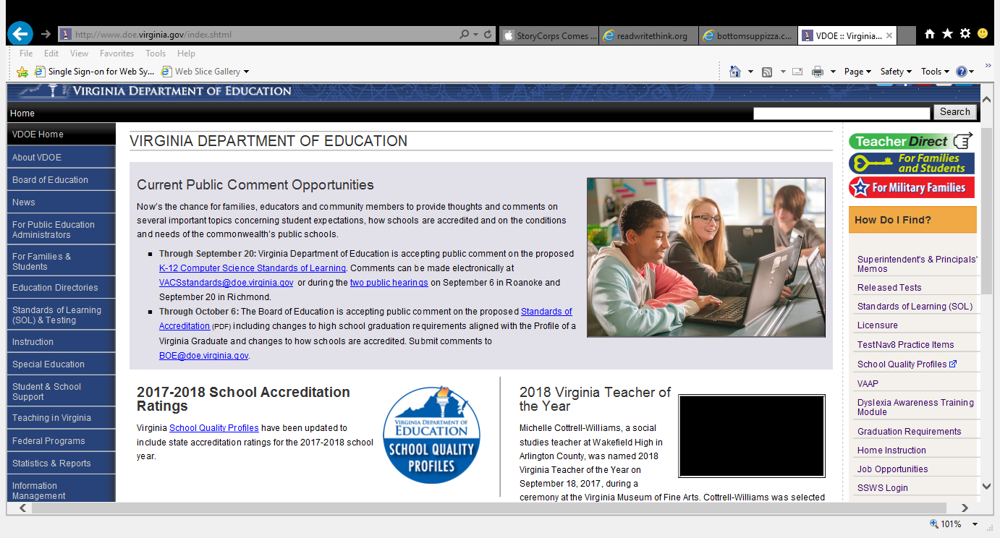 http://www.doe.virginia.gov/index.shtml
StoryCorps Comes ...
readwritethink.org
bottomsuppizza.c...
VDOE :: Virginia...
File Edit View Favorites Tools Help
Single Sign-on for Web Sy...
Web Slice Gallery
Page Safety Tools
VIRGINIA DEPARTMENT OF EDUCATION
Home
Search
VDOE Home
About VDOE
Board of Education
News
For Public Education
Administrators
For Families &
Students
Education Directories
Standards of Learning
(SOL) & Testing
Instruction
Special Education
Student & School
Support
Teaching in Virginia
Federal Programs
Statistics & Reports
Information
Management
VIRGINIA DEPARTMENT OF EDUCATION
Current Public Comment Opportunities
Now's the chance for families, educators and community members to provide thoughts and comments on
several important topics concerning student expectations, how schools are accredited and on the conditions
and needs of the commonwealth's public schools.
Through September 20: Virginia Department of Education is accepting public comment on the proposed
K-12 Computer Science Standards of Learning. Comments can be made electronically at
VACSstandards@doe.virginia.gov or during the two public hearings on September 6 in Roanoke and
September 20 in Richmond.
Through October 6: The Board of Education is accepting public comment on the proposed Standards of
Accreditation (PDF) including changes to high school graduation requirements aligned with the Profile of a
Virginia Graduate and changes to how schools are accredited. Submit comments to
BOE@doe.virginia.gov.
2017-2018 School Accreditation
Ratings
Virginia School Quality Profiles have been updated to
include state accreditation ratings for the 2017-2018 school
year.
VIRGINIA DEPARTMENT OF
EDUCATION
SCHOOL QUALITY
PROFILES
2018 Virginia Teacher of
the Year
Michelle Cottrell-Williams, a social
studies teacher at Wakefield High in
Arlington County, was named 2018
Virginia Teacher of the Year on
September 18, 2017, during a
ceremony at the Virginia Museum of Fine Arts. Cottrell-Williams was selected
Teacher Direct
For Families
and Students
For Military Families
How Do I Find?
Superintendent's & Principals'
Memos
Released Tests
Standards of Learning (SOL)
Licensure
TestNav8 Practice Items
School Quality Profiles
VAAP
Dyslexia Awareness Training
Module
Graduation Requirements
Home Instruction
Job Opportunities
SSWS Login
101%